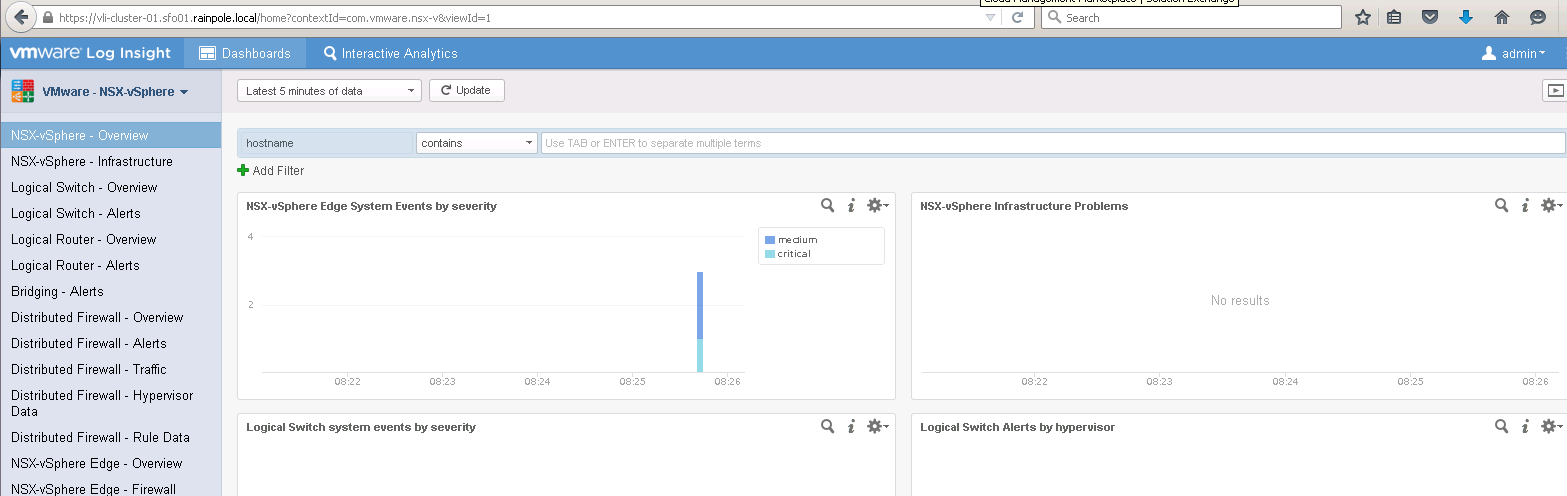 Cloud Management Marketplace | Solution Exchange
https://vli-cluster-01.sfo01.rainpole.local/home?contextId=com.vmware.nsx-v&viewId=1
Search
vmware Log Insight
Dashboards
Interactive Analytics
admin
VMware - NSX-vSphere
Latest 5 minutes of data
Update
NSX-vSphere - Overview
NSX-vSphere - Infrastructure
Logical Switch - Overview
Logical Switch - Alerts
Logical Router - Overview
Logical Router - Alerts
Bridging - Alerts
Distributed Firewall - Overview
Distributed Firewall - Alerts
Distributed Firewall - Traffic
Distributed Firewall - Hypervisor
Data
Distributed Firewall - Rule Data
NSX-vSphere Edge - Overview
NSX-vSphere Edge - Firewall
hostname
contains
Use TAB or ENTER to separate multiple terms
Add Filter
NSX-vSphere Edge System Events by severity
4
2
medium
critical
08:22
08:23
08:24
08:25
08:26
NSX-vSphere Infrastructure Problems
No results
08:22
08:23
08:24
08:25
08:26
Logical Switch system events by severity
Logical Switch Alerts by hypervisor